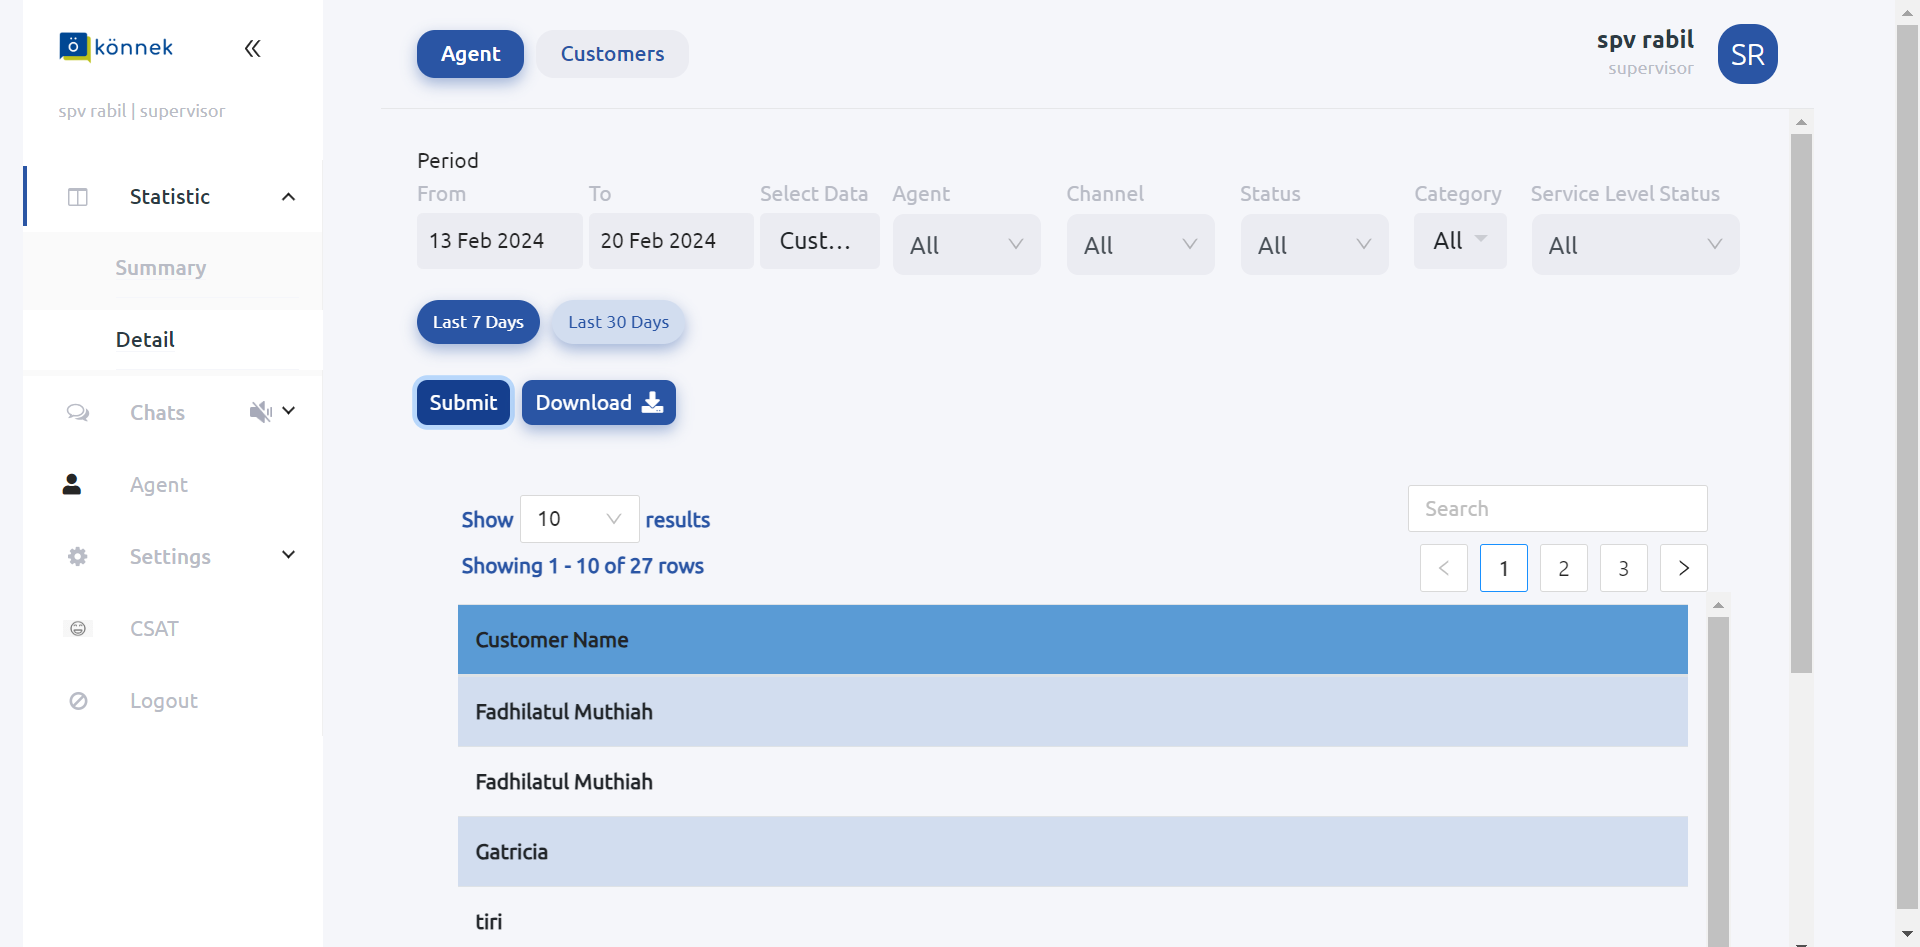 ö könnek
spv rabil | supervisor
Statistic
Summary
Detail
Chats
Agent
Settings
CSAT
Logout
Agent
Customers
spv rabil
supervisor
SR
Period
From To Select Data Agent Channel Status Category Service Level Status
13 Feb 2024 20 Feb 2024 Cust... All All All All All
Last 7 Days Last 30 Days
Submit Download
Show 10 results
Search
Showing 1 - 10 of 27 rows
< 1 2 3 >
Customer Name
Fadhilatul Muthiah
Fadhilatul Muthiah
Gatricia
tiri